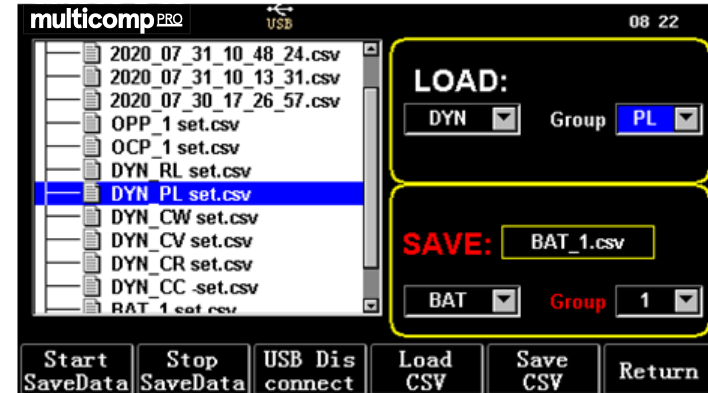 multicomp PRO
USB
08 22
2020_07_31_10_48_24.csv
2020_07_31_10_13_31.csv
2020_07_30_17_26_57.csv
OPP_1 set.csv
OCP_1 set.csv
DYN_RL set.csv
DYN_PL set.csv
DYN_CW set.csv
DYN_CV set.csv
DYN_CR set.csv
DYN_CC -set.csv
BAT_1 set.csv
LOAD:
DYN Group PL
SAVE: BAT_1.csv
BAT Group 1
Start SaveData
Stop SaveData
USB Dis connect
Load CSV
Save CSV
Return